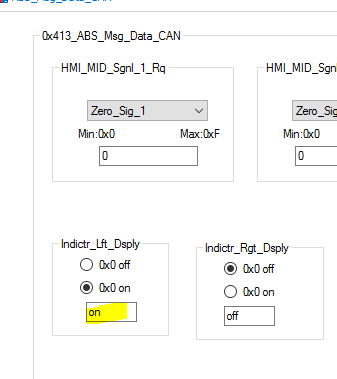 0x413_ABS_Msg_Data_CAN
HMI_MID_Sgnl_1_Rq
HMI_MID_Sgnl
Zero_Sig_1
Zero_Sig
Min:0x0
Max:0xF
Min:0x0
0
0
Indictr_Lft_Dsply
0x0 off
0x0 on
on
Indictr_Rgt_Dsply
0x0 off
0x0 on
off